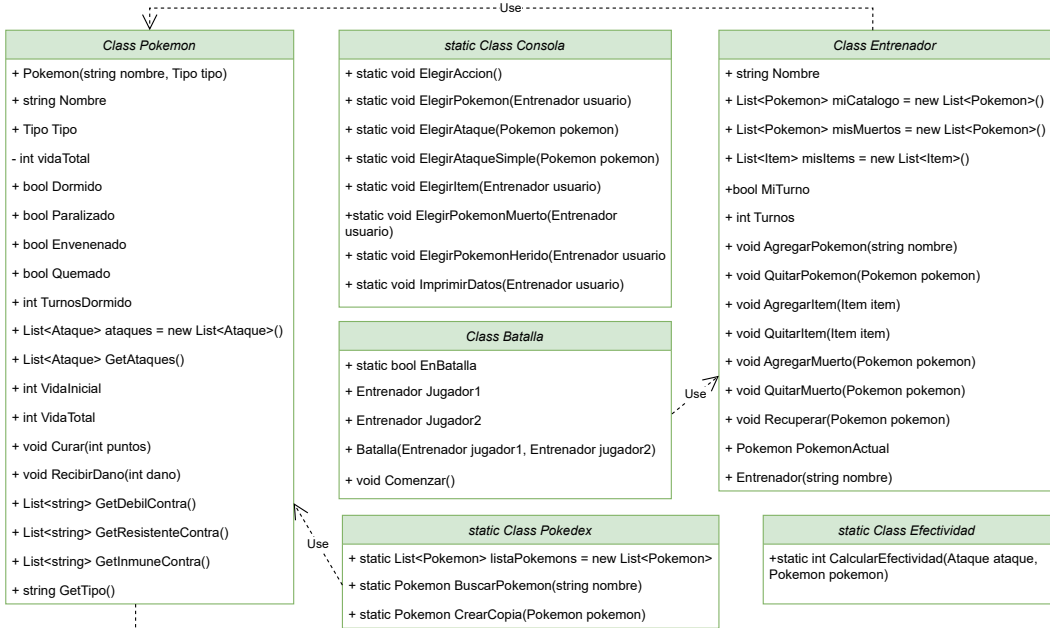 Use
Class Pokemon
+ Pokemon(string nombre, Tipo tipo)
+ string Nombre
+ Tipo Tipo
- int vidaTotal
+ bool Dormido
+ bool Paralizado
+ bool Envenenado
+ bool Quemado
+ int TurnosDormido
+ List<Ataque> ataques = new List<Ataque>()
+ List<Ataque> GetAtaques()
+ int VidaInicial
+ int VidaTotal
+ void Curar(int puntos)
+ void RecibirDano(int dano)
+ List<string> GetDebilContra()
+ List<string> GetResistenteContra()
+ List<string> GetInmuneContra()
+ string GetTipo()
static Class Consola
+ static void ElegirAccion()
+ static void ElegirPokemon(Entrenador usuario)
+ static void ElegirAtaque(Pokemon pokemon)
+ static void ElegirAtaqueSimple(Pokemon pokemon)
+ static void ElegirItem(Entrenador usuario)
+static void ElegirPokemonMuerto(Entrenador
usuario)
+ static void ElegirPokemonHerido(Entrenador usuario
+ static void ImprimirDatos(Entrenador usuario)
Class Batalla
+ static bool EnBatalla
+ Entrenador Jugador1
+ Entrenador Jugador2
+ Batalla(Entrenador jugador1, Entrenador jugador2)
+ void Comenzar()
Use
Class Entrenador
+ string Nombre
+ List<Pokemon> miCatalogo = new List<Pokemon>()
+ List<Pokemon> misMuertos = new List<Pokemon>()
+ List<Item> misItems = new List<Item>()
+bool MiTurno
+ int Turnos
+ void AgregarPokemon(string nombre)
+ void QuitarPokemon(Pokemon pokemon)
+ void AgregarItem(Item item)
+ void QuitarItem(Item item)
+ void AgregarMuerto(Pokemon pokemon)
+ void QuitarMuerto(Pokemon pokemon)
+ void Recuperar(Pokemon pokemon)
+ Pokemon PokemonActual
+ Entrenador(string nombre)
Use
static Class Pokedex
+ static List<Pokemon> listaPokemons = new List<Pokemon>
+ static Pokemon BuscarPokemon(string nombre)
+ static Pokemon CrearCopia(Pokemon pokemon)
static Class Efectividad
+static int CalcularEfectividad(Ataque ataque,
Pokemon pokemon)